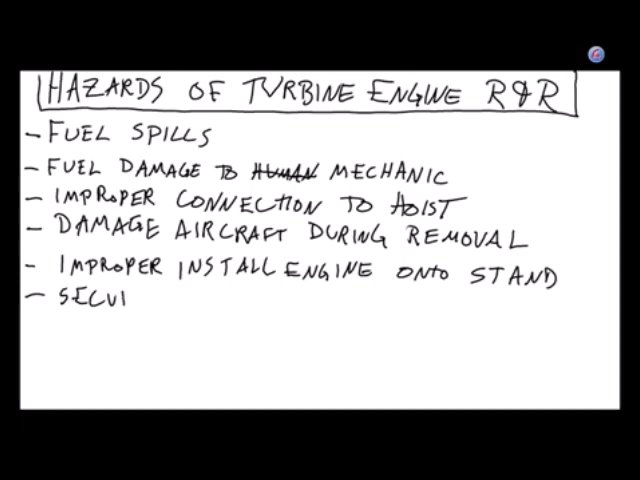 HAZARDS OF TURBINE ENGINE R&R
- FUEL SPILLS
- FUEL DAMAGE TO HUMAN MECHANIC
- IMPROPER CONNECTION TO HOIST
- DAMAGE AIRCRAFT DURING REMOVAL
- IMPROPER INSTALL ENGINE ONTO STAND
- SECUI